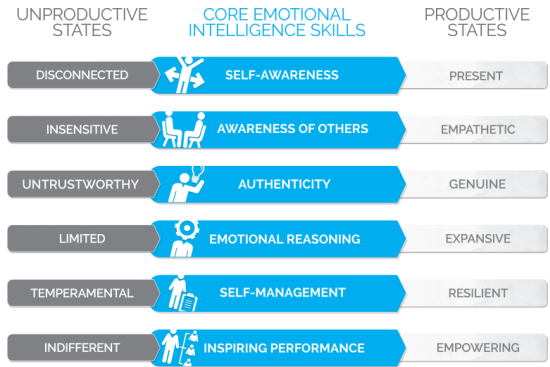 UNPRODUCTIVE
STATES
CORE EMOTIONAL
INTELLIGENCE SKILLS
PRODUCTIVE
STATES
DISCONNECTED
SELF-AWARENESS
PRESENT
INSENSITIVE
AWARENESS OF OTHERS
EMPATHETIC
UNTRUSTWORTHY
AUTHENTICITY
GENUINE
LIMITED
EMOTIONAL REASONING
EXPANSIVE
TEMPERAMENTAL
SELF-MANAGEMENT
RESILIENT
INDIFFERENT
INSPIRING PERFORMANCE
EMPOWERING